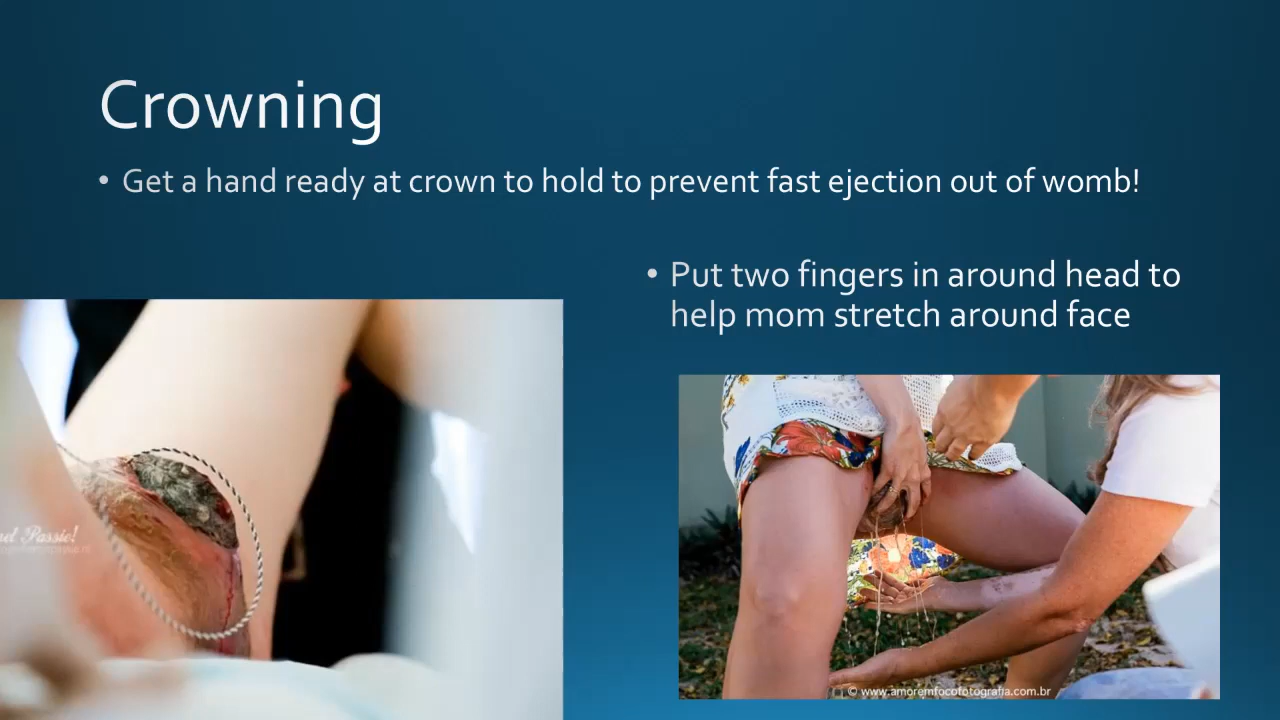 Crowning
• Get a hand ready at crown to hold to prevent fast ejection out of womb!
• Put two fingers in around head to
help mom stretch around face
Passie!
© www.amoremfocofotografia.com.br